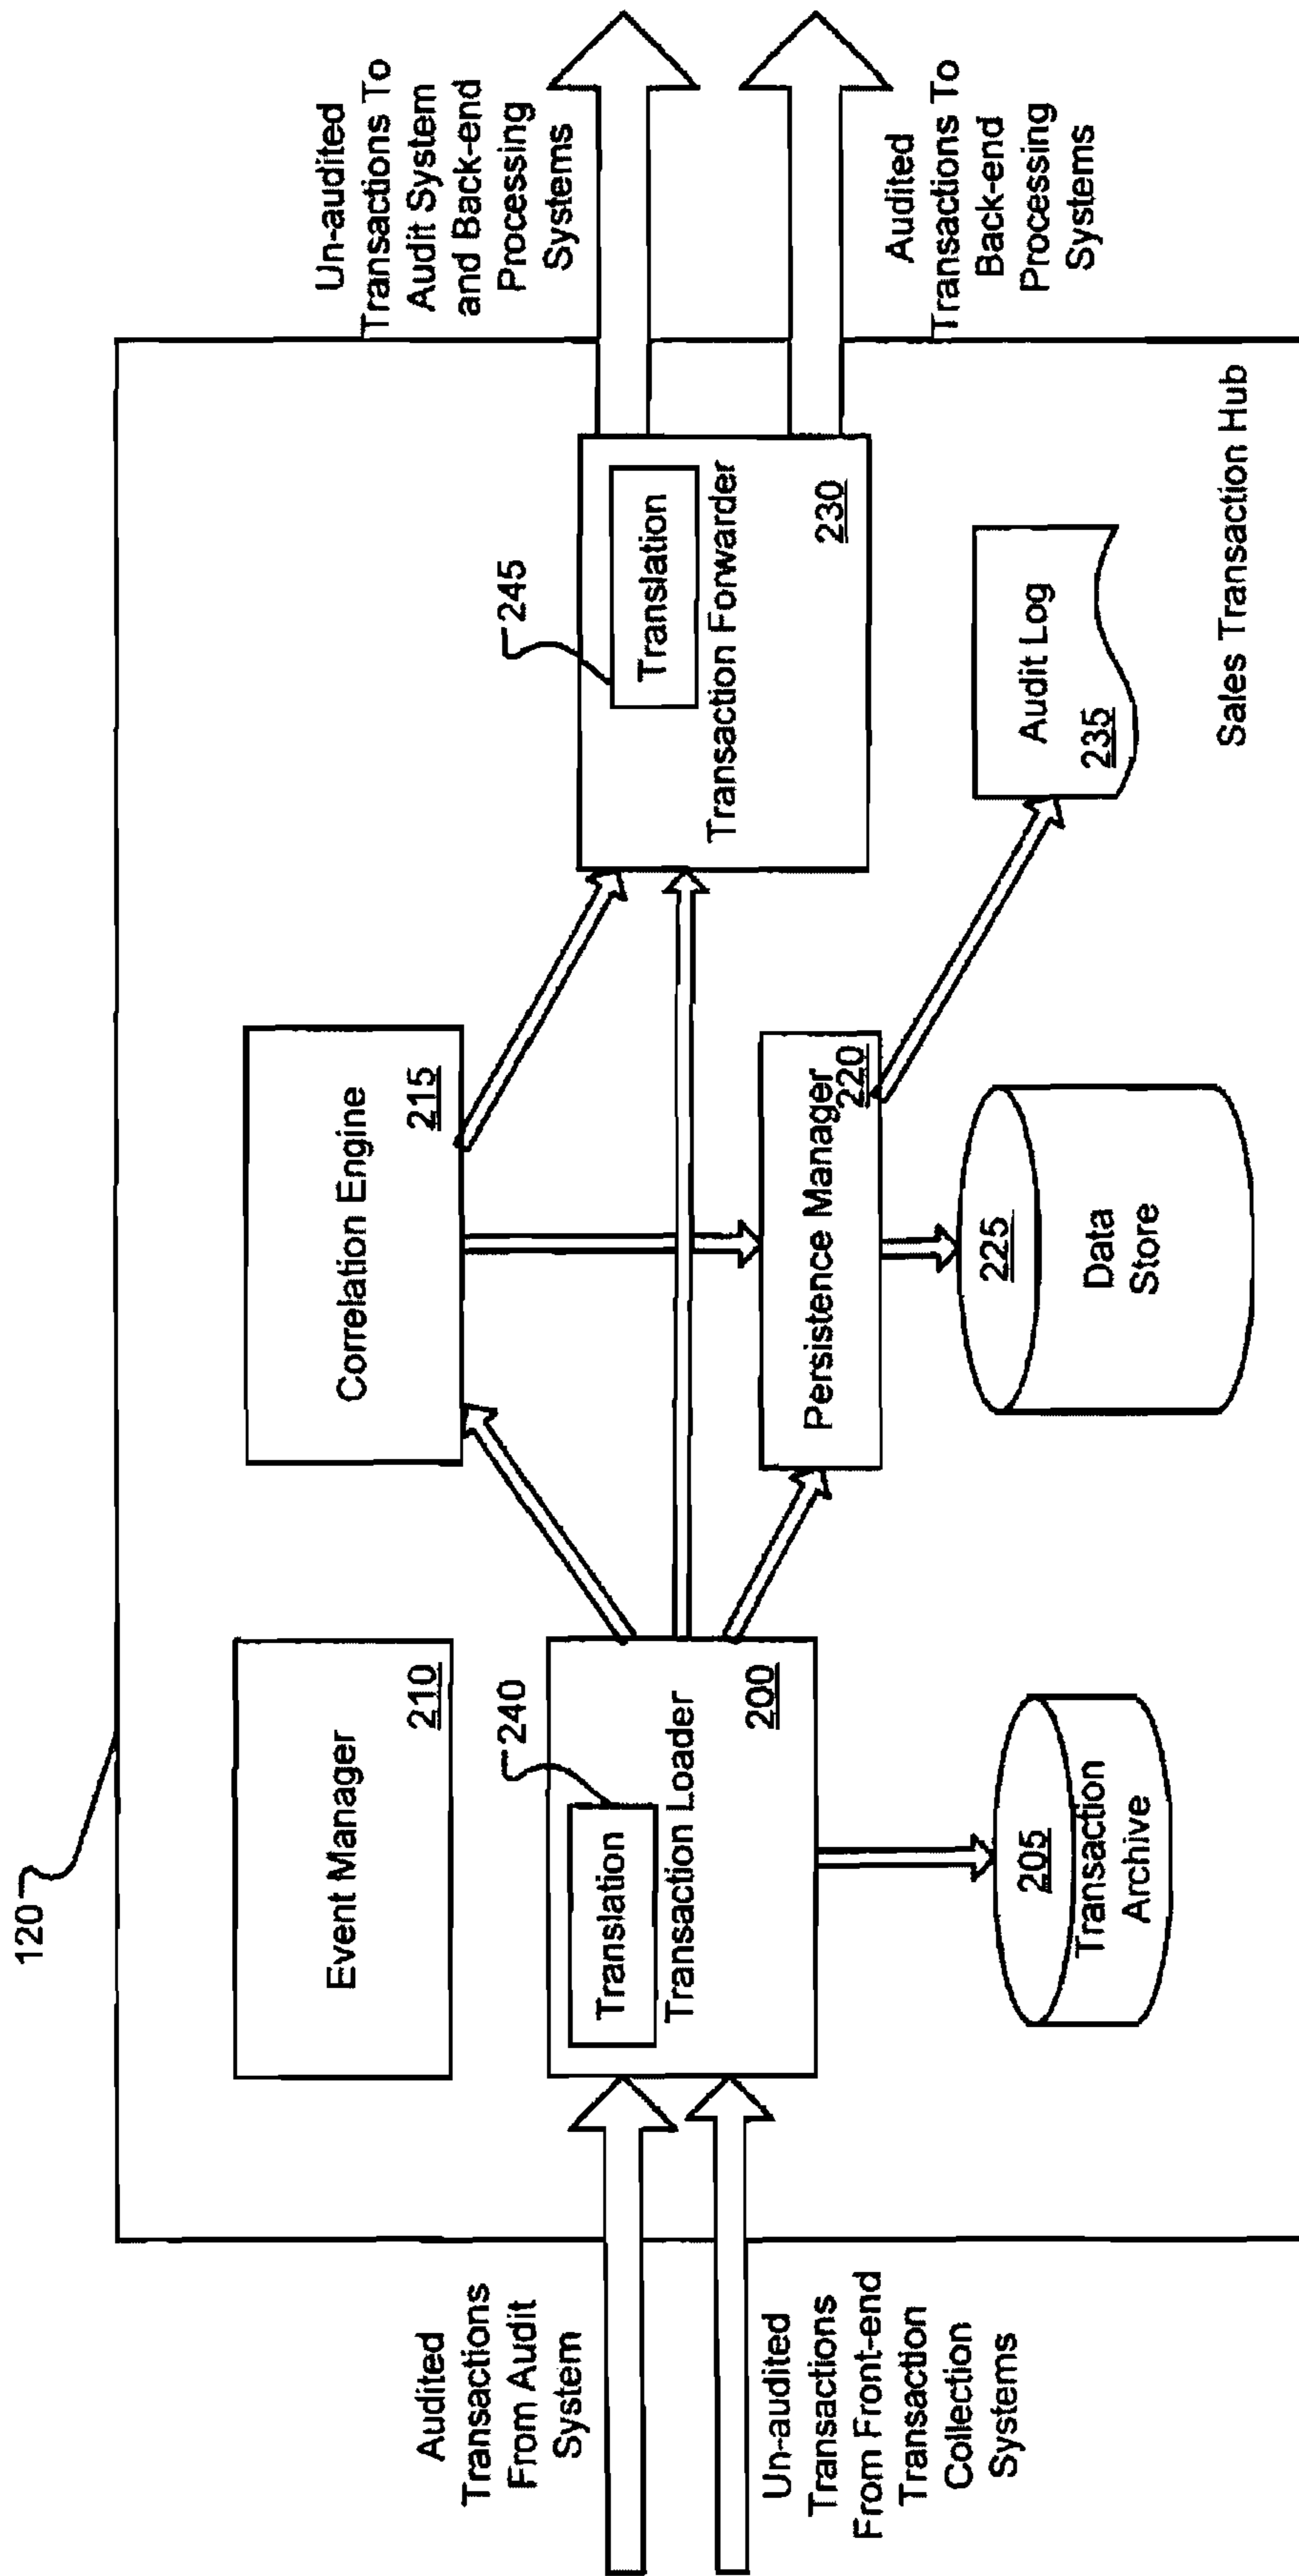 120
Un-audited
Transactions To
Audit System
and Back-end
Processing
Systems
Audited
Transactions To
Back-end
Processing
Systems
Event Manager
210
Correlation Engine
215
240
Translation
Transaction Loader
200
245
Translation
Transaction Forwarder
230
Audited
Transactions
From Audit
System
Un-audited
Transactions
From Front-end
Transaction
Collection
Systems
Persistence Manager
220
205
Transaction
Archive
225
Data
Store
Audit Log
235
Sales Transaction Hub